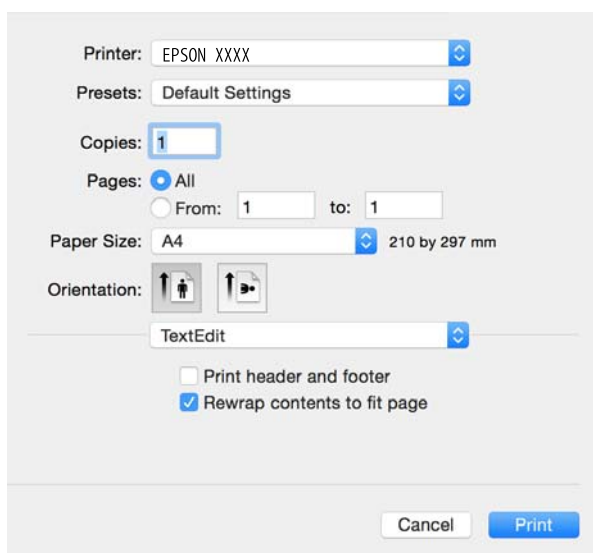 Printer: EPSON XXXX
Presets: Default Settings
Copies: 1
Pages: All
From: 1 to: 1
Paper Size: A4 210 by 297 mm
Orientation:
TextEdit
Print header and footer
Rewrap contents to fit page
Cancel Print